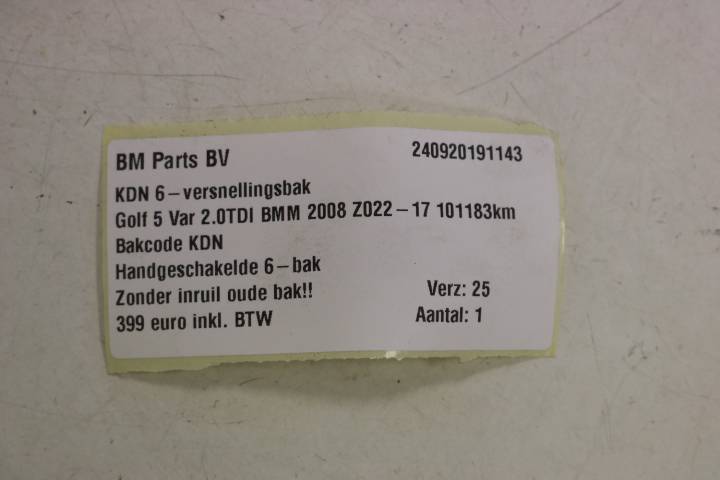 BM Parts BV 240920191143
KDN 6-versnellingsbak
Golf 5 Var 2.0TDI BMM 2008 Z022-17 101183km
Bakcode KDN
Handgeschakelde 6-bak
Zonder inruil oude bak!! Verz: 25
399 euro inkl. BTW Aantal: 1